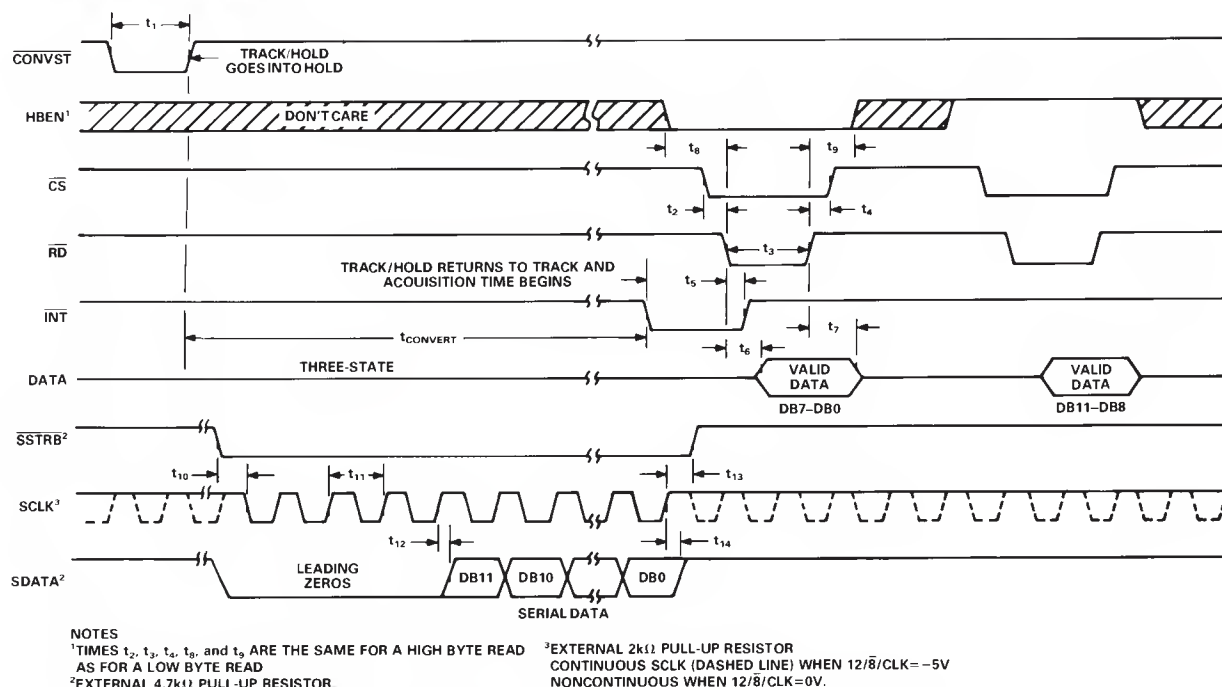 t1
CONVST
TRACK/HOLD
GOES INTO HOLD
HBEN1
DON'T CARE
t8
t9
CS
t2
t4
RD
t3
TRACK/HOLD RETURNS TO TRACK AND
ACOUISITION TIME BEGINS
t5
INT
tCONVERT
t7
t6
DATA
THREE-STATE
VALID
DATA
VALID
DATA
DB7–DB0
DB11–DB8
SSTRB2
t10
t11
t13
SCLK3
t12
t14
SDATA2
LEADING
ZEROS
DB11
DB10
DB0
SERIAL DATA
NOTES
1TIMES t2, t3, t4, t8, and t9 ARE THE SAME FOR A HIGH BYTE READ
AS FOR A LOW BYTE READ
2EXTERNAL 4.7kΩ PULL-UP RESISTOR.
3EXTERNAL 2kΩ PULL-UP RESISTOR
CONTINUOUS SCLK (DASHED LINE) WHEN 12/8̅/CLK= –5V
NONCONTINUOUS WHEN 12/8̅/CLK=0V.